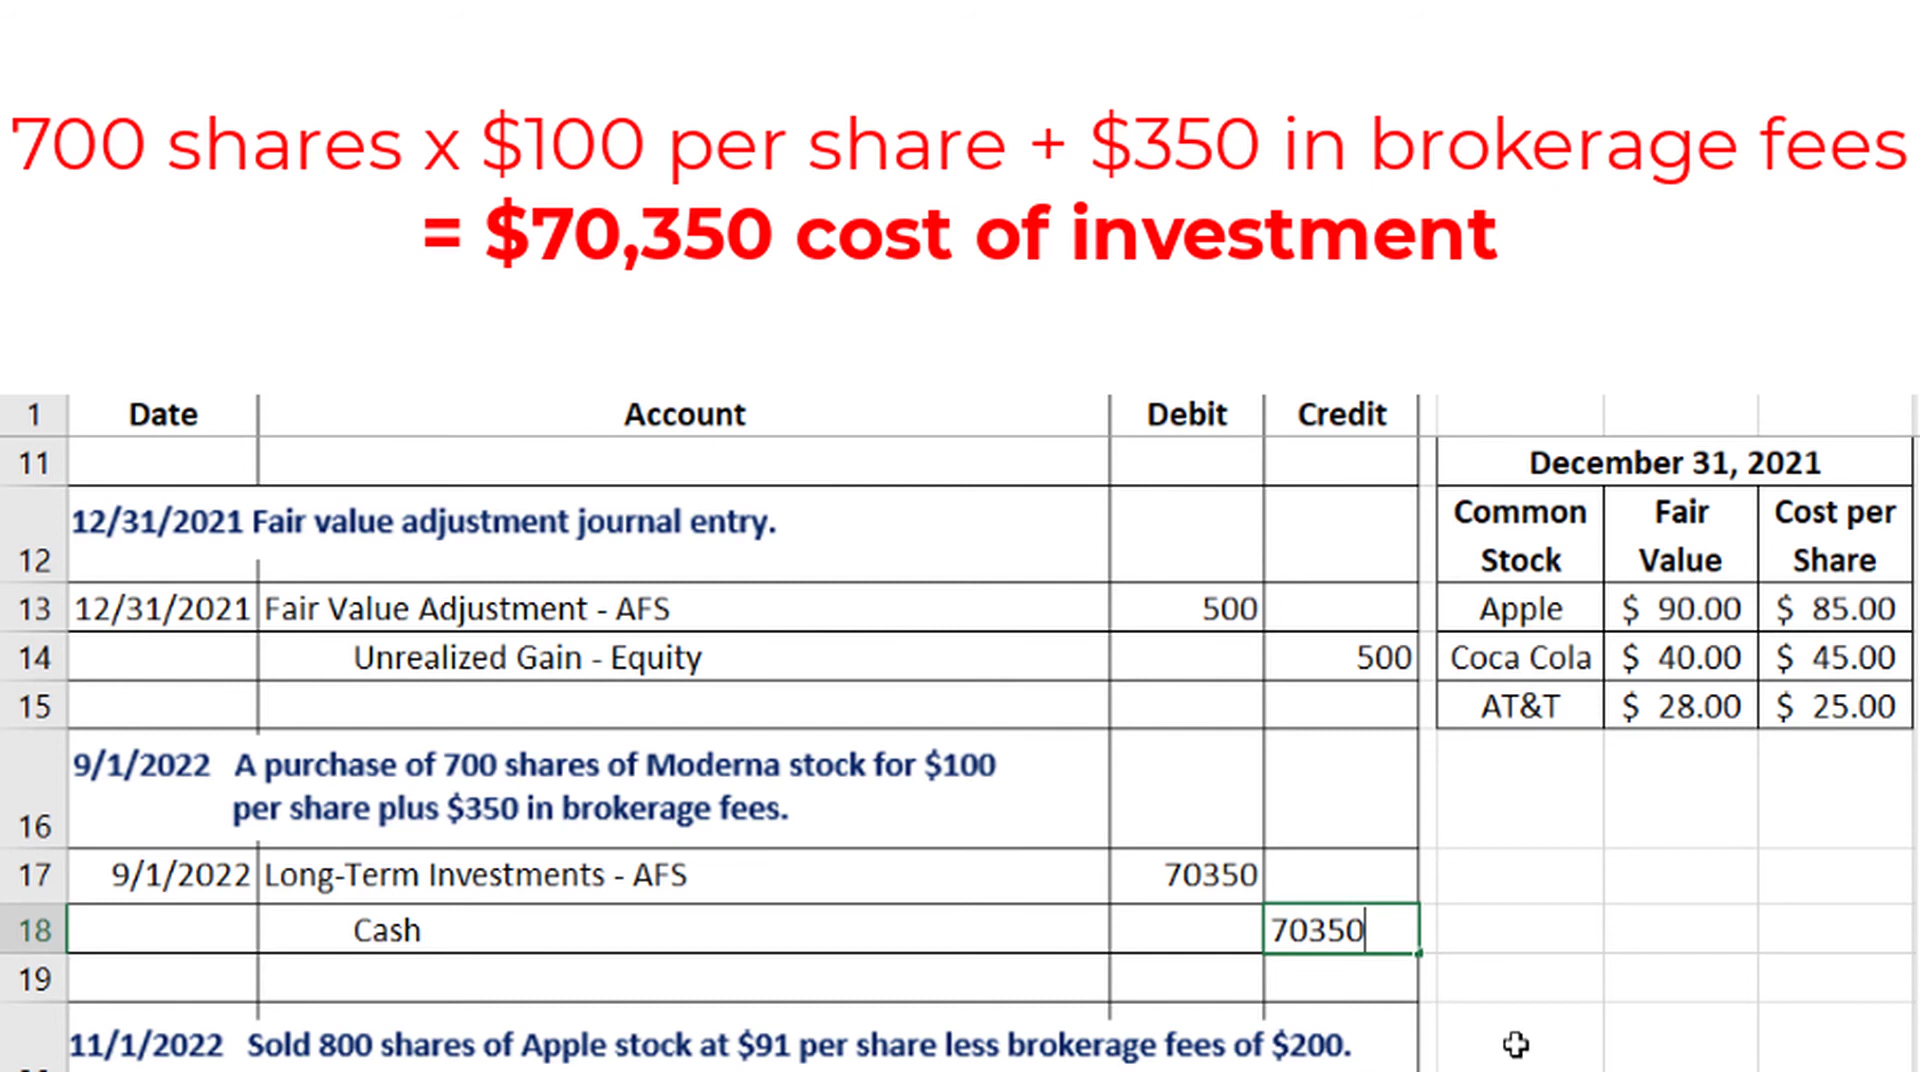 700 shares x $100 per share + $350 in brokerage fees
= $70,350 cost of investment
1 Date Account Debit Credit
11 December 31, 2021
12/31/2021 Fair value adjustment journal entry. Common Fair Cost per
12 Stock Value Share
13 12/31/2021 Fair Value Adjustment - AFS 500 Apple $ 90.00 $ 85.00
14 Unrealized Gain - Equity 500 Coca Cola $ 40.00 $ 45.00
15 AT&T $ 28.00 $ 25.00
9/1/2022 A purchase of 700 shares of Moderna stock for $100
per share plus $350 in brokerage fees.
16
17 9/1/2022 Long-Term Investments - AFS 70350
18 Cash 70350
19
11/1/2022 Sold 800 shares of Apple stock at $91 per share less brokerage fees of $200.